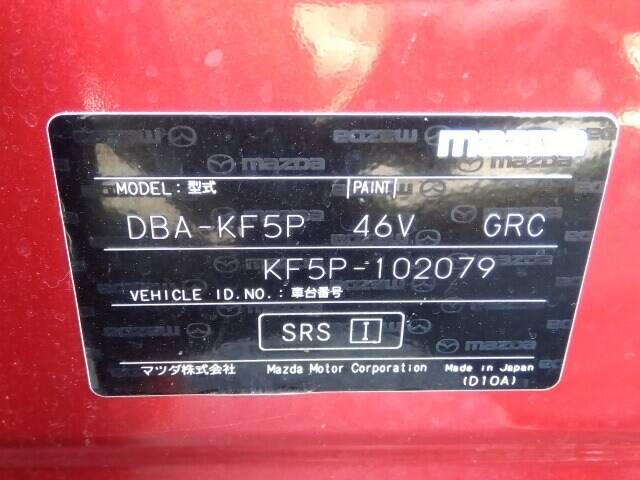 mazda
MODEL: 型式 PAINT
DBA-KF5P 46V GRC
KF5P-102079
VEHICLE ID.NO.: 車台番号
SRS I
マツダ株式会社 Mazda Motor Corporation Made in Japan
(D10A)